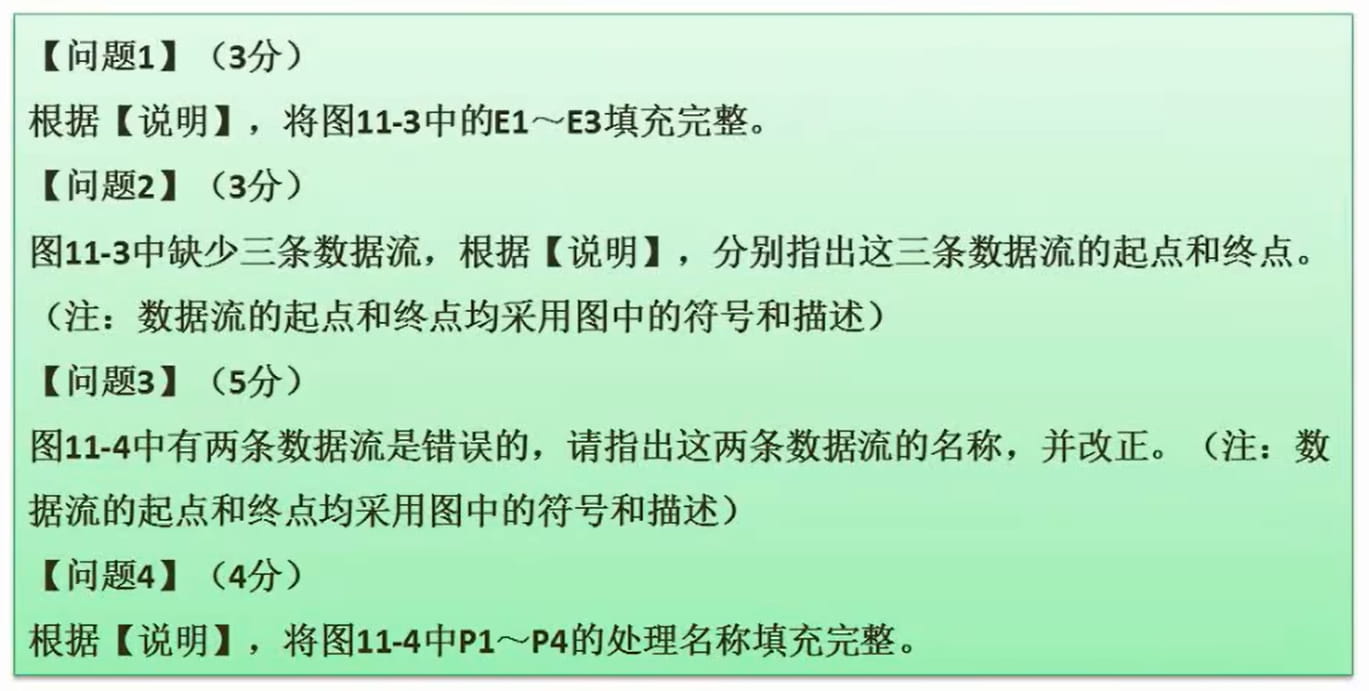 【问题1】（3分）
根据【说明】，将图11-3中的E1～E3填充完整。
【问题2】（3分）
图11-3中缺少三条数据流，根据【说明】，分别指出这三条数据流的起点和终点。
（注：数据流的起点和终点均采用图中的符号和描述）
【问题3】（5分）
图11-4中有两条数据流是错误的，请指出这两条数据流的名称，并改正。（注：数
据流的起点和终点均采用图中的符号和描述）
【问题4】（4分）
根据【说明】，将图11-4中P1～P4的处理名称填充完整。